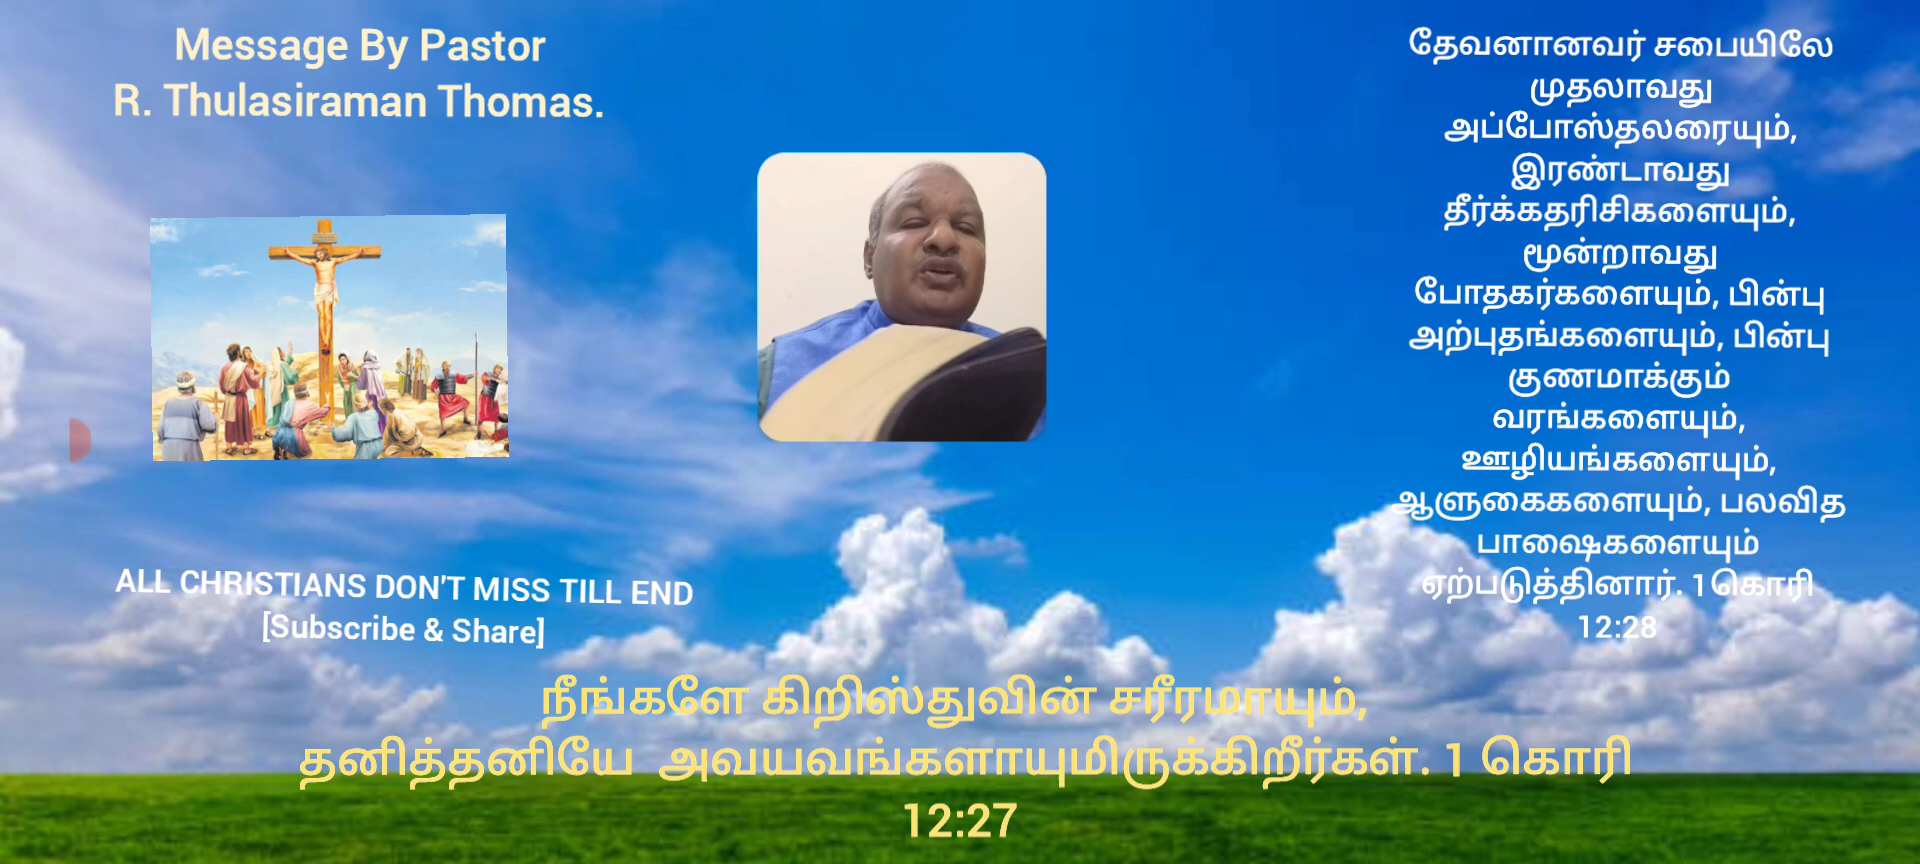 Message By Pastor
R. Thulasiraman Thomas.
ALL CHRISTIANS DON'T MISS TILL END
[Subscribe & Share]
தேவனானவர் சபையிலே
முதலாவது
அப்போஸ்தலரையும்,
இரண்டாவது
தீர்க்கதரிசிகளையும்,
மூன்றாவது
போதகர்களையும், பின்பு
அற்புதங்களையும், பின்பு
குணமாக்கும்
வரங்களையும்,
ஊழியங்களையும்,
ஆளுகைகளையும், பலவித
பாஷைகளையும்
ஏற்படுத்தினார். 1கொரி
12:28
நீங்களே கிறிஸ்துவின் சரீரமாயும்,
தனித்தனியே அவயவங்களாயுமிருக்கிறீர்கள். 1 கொரி
12:27